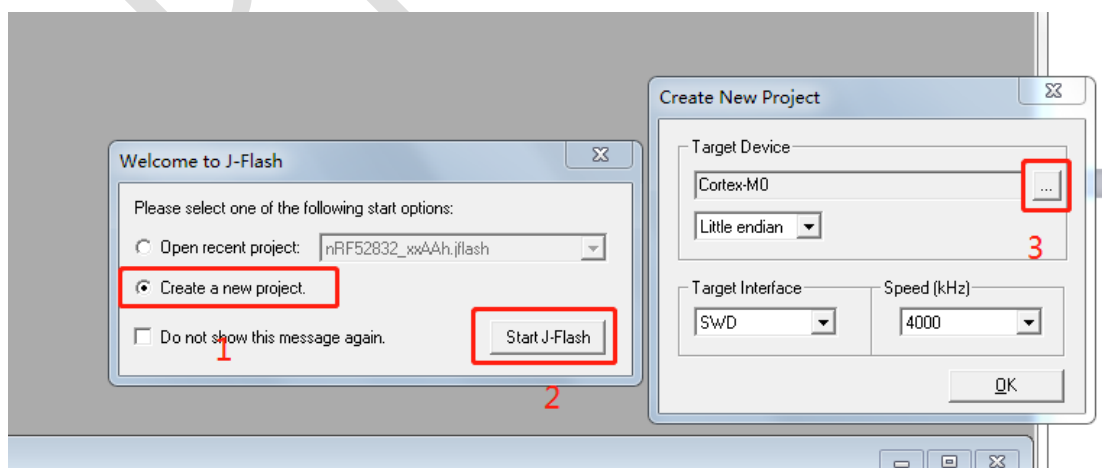 Welcome to J-Flash
Please select one of the following start options:
Open recent project: nRF52832_xxAAh.jflash
Create a new project.
Do not show this message again.
Start J-Flash
1
2
Create New Project
Target Device
Cortex-M0
...
Little endian
3
Target Interface
Speed (kHz)
SWD
4000
OK